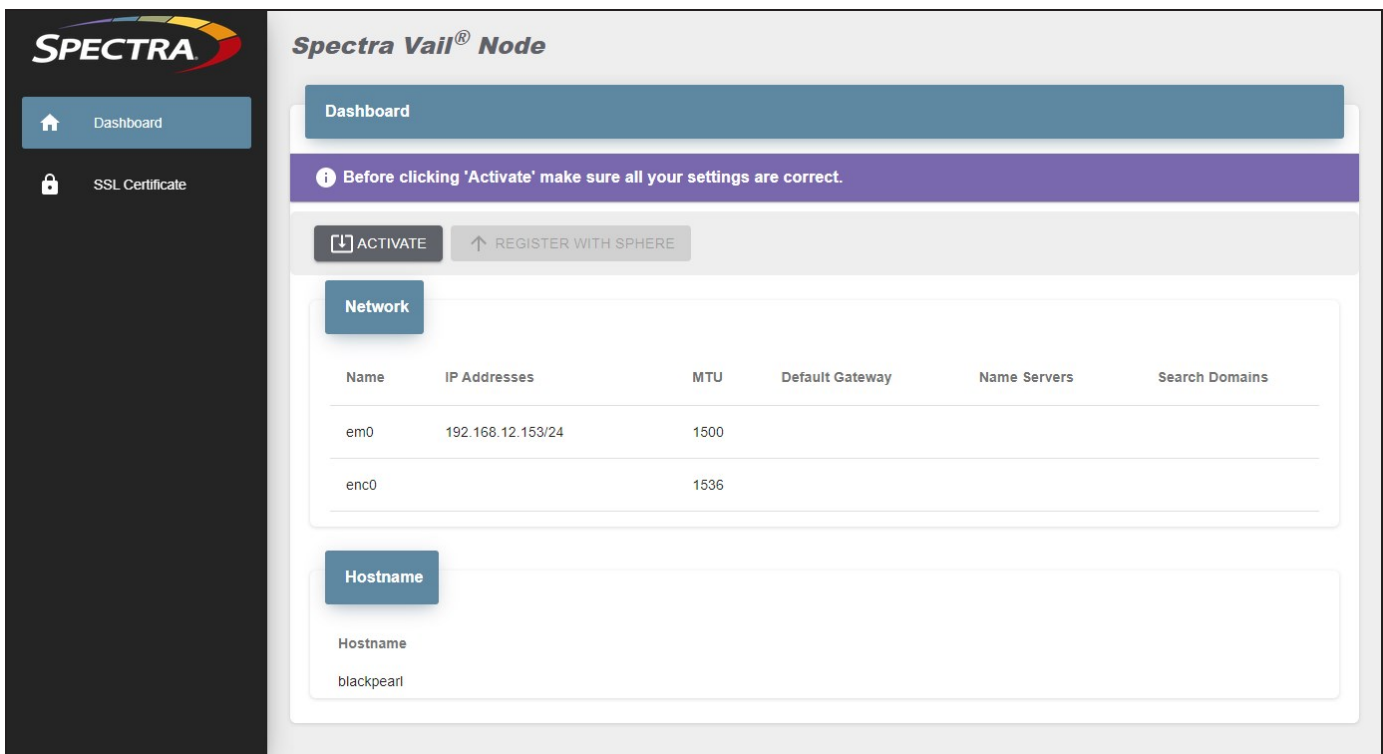 SPECTRA
Spectra Vail® Node
Dashboard
SSL Certificate
Dashboard
Before clicking 'Activate' make sure all your settings are correct.
ACTIVATE REGISTER WITH SPHERE
Network
Name IP Addresses MTU Default Gateway Name Servers Search Domains
em0 192.168.12.153/24 1500
enc0 1536
Hostname
Hostname
blackpearl